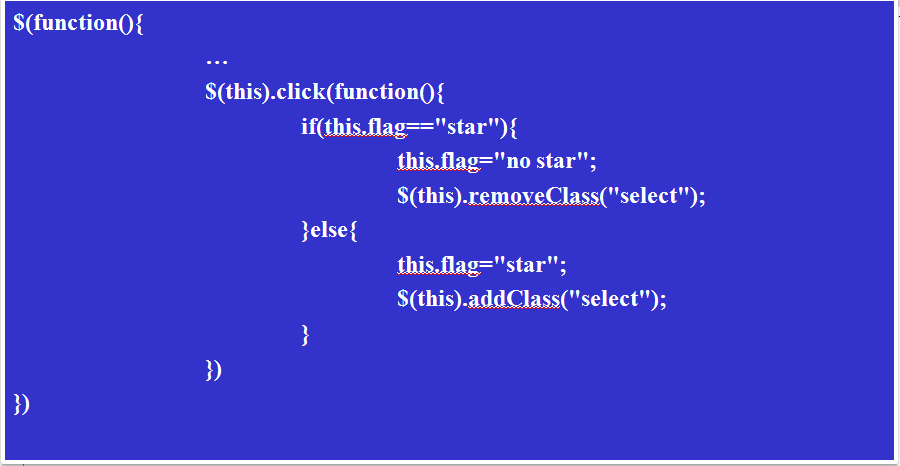 $(function(){
…
$(this).click(function(){
if(this.flag=="star"){
this.flag="no star";
$(this).removeClass("select");
}else{
this.flag="star";
$(this).addClass("select");
}
})
})